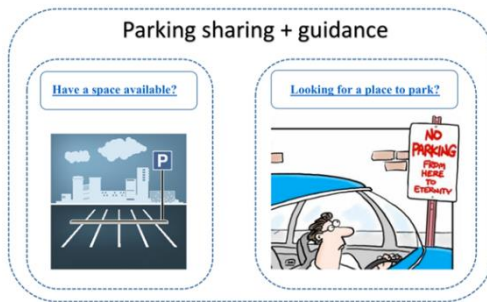 Parking sharing + guidance
Have a space available?
Looking for a place to park?
P
NO
PARKING
FROM
HERE
TO
ETERNITY